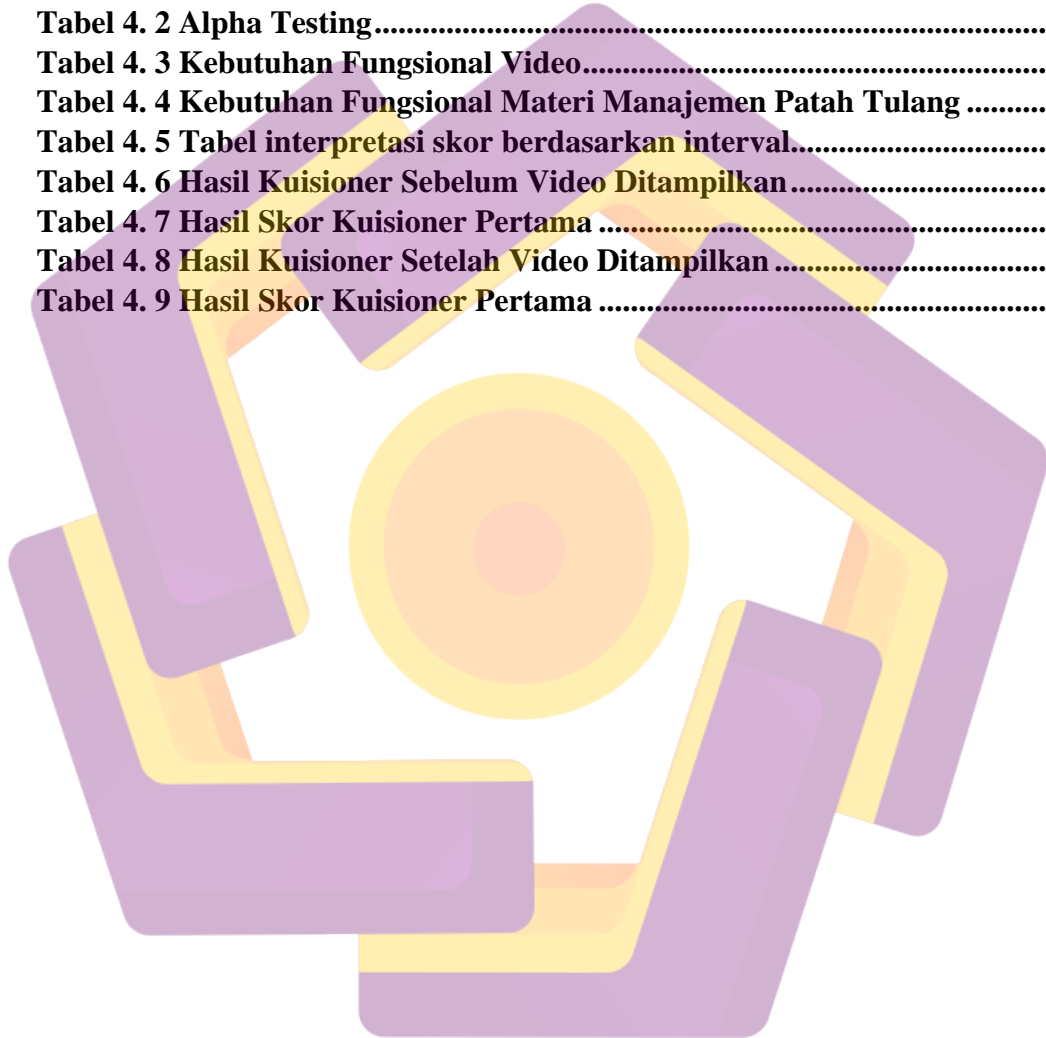 Tabel 4. 2 Alpha Testing..............................................................................................
Tabel 4. 3 Kebutuhan Fungsional Video................................................................
Tabel 4. 4 Kebutuhan Fungsional Materi Manajemen Patah Tulang ..........
Tabel 4. 5 Tabel interpretasi skor berdasarkan interval...................................
Tabel 4. 6 Hasil Kuisioner Sebelum Video Ditampilkan...................................
Tabel 4. 7 Hasil Skor Kuisioner Pertama .............................................................
Tabel 4. 8 Hasil Kuisioner Setelah Video Ditampilkan.....................................
Tabel 4. 9 Hasil Skor Kuisioner Pertama .............................................................